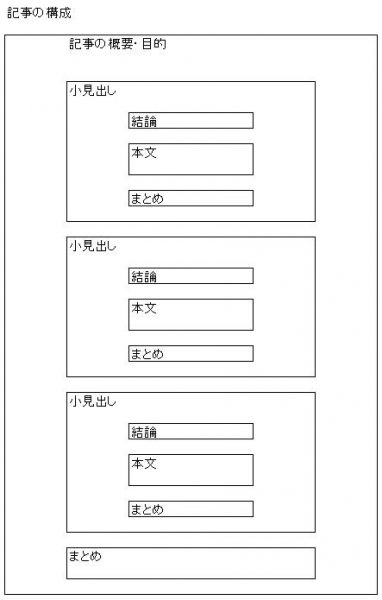 記事の構成
記事の概要・目的
小見出し
結論
本文
まとめ
小見出し
結論
本文
まとめ
小見出し
結論
本文
まとめ
まとめ